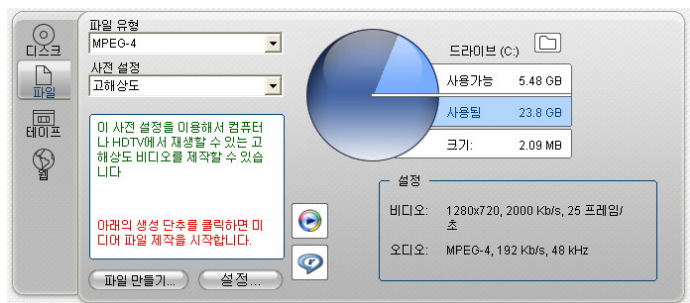 디스크
파일
테이프
웹
파일 유형
MPEG-4
사전 설정
고해상도
이 사전 설정을 이용해서 컴퓨터
나 HDTV에서 재생할 수 있는 고
해상도 비디오를 제작할 수 있습
니다
아래의 생성 단추를 클릭하면 미
디어 파일 제작을 시작합니다.
파일 만들기...
설정...
드라이브 (C:)
사용가능 5.48 GB
사용됨 23.8 GB
크기: 2.09 MB
설정
비디오: 1280x720, 2000 Kb/s, 25 프레임/
초
오디오: MPEG-4, 192 Kb/s, 48 kHz